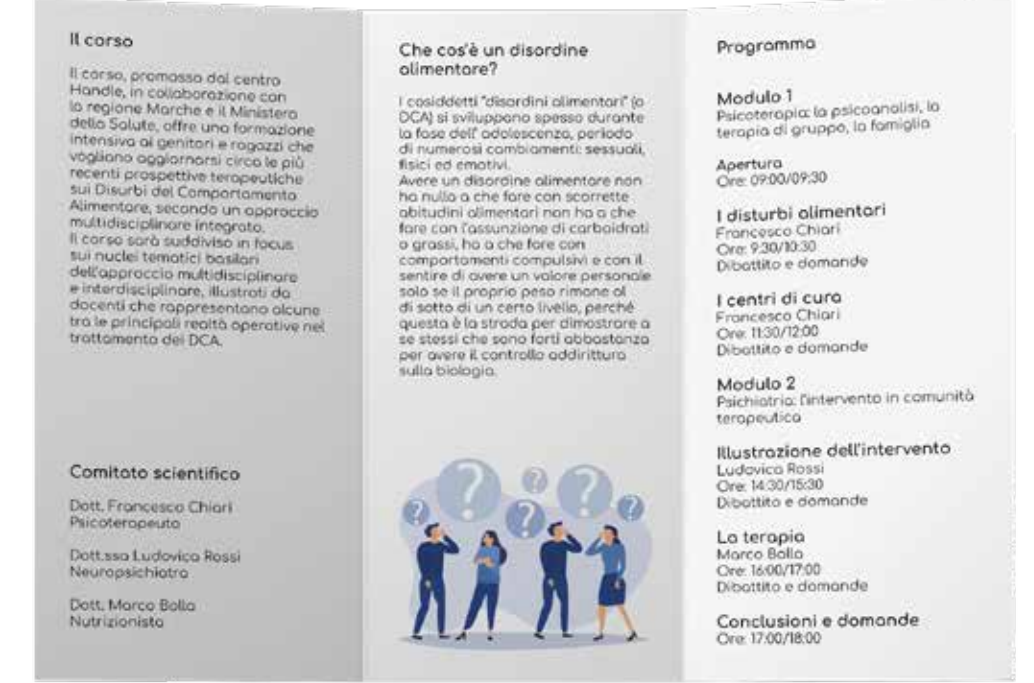 Il corso
Il corso, promosso dal centro
Handle, in collaborazione con
la regione Marche e il Ministero
della Salute, offre una formazione
intensiva ai genitori e ragazzi che
vogliano aggiornarsi circa le più
recenti prospettive terapeutiche
sui Disurbi del Comportamento
Alimentare, secondo un approccio
multidisciplinare integrato.
Il corso sarà suddiviso in focus
sui nuclei tematici basilari
dell'approccio multidisciplinare
e interdisciplinare, illustrati da
docenti che rappresentano alcune
tra le principali realtà operative nel
trattamento dei DCA.
Comitato scientifico
Dott. Francesco Chiari
Psicoterapeuta
Dott.ssa Ludovica Rossi
Neuropsichiatra
Dott. Marco Balla
Nutrizionista
Che cos'è un disordine
alimentare?
I cosiddetti "disordini alimentari" (o
DCA) si sviluppano spesso durante
la fase dell' adolescenza, periodo
di numerosi cambiamenti: sessuali,
fisici ed emotivi.
Avere un disordine alimentare non
ha nulla a che fare con scorrette
abitudini alimentari non ha a che
fare con l'assunzione di carboidrati
o grassi, ha a che fare con
comportamenti compulsivi e con il
sentire di avere un valore personale
solo se il proprio peso rimane al
di sotto di un certo livello, perché
questa è la strada per dimostrare a
se stessi che sono forti abbastanza
per avere il controllo addirittura
sulla biologia.
? ? ? ? ?
Programma
Modulo 1
Psicoterapia: la psicoanalisi, la
terapia di gruppo, la famiglia
Apertura
Ore: 09:00/09:30
I disturbi alimentari
Francesco Chiari
Ore: 9:30/10:30
Dibattito e domande
I centri di cura
Francesco Chiari
Ore: 11:30/12:00
Dibattito e domande
Modulo 2
Psichiatria: l'intervento in comunità
terapeutica
Illustrazione dell'intervento
Ludovica Rossi
Ore: 14:30/15:30
Dibattito e domande
La terapia
Marco Balla
Ore: 16:00/17:00
Dibattito e domande
Conclusioni e domande
Ore: 17:00/18:00